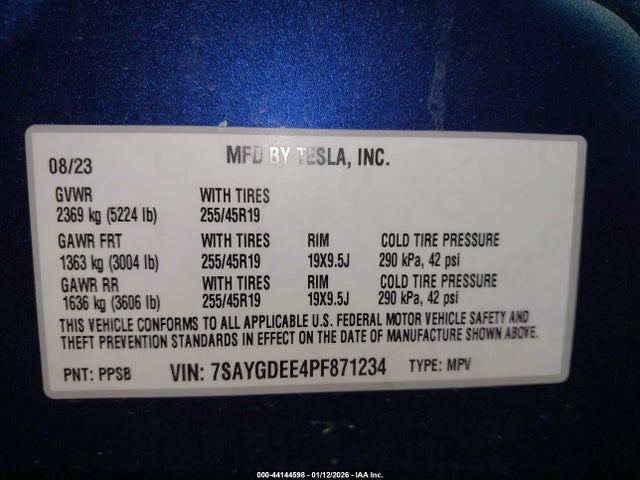 08/23 MFD BY TESLA, INC.
GVWR WITH TIRES
2369 kg (5224 lb) 255/45R19
GAWR FRT WITH TIRES RIM COLD TIRE PRESSURE
1363 kg (3004 lb) 255/45R19 19X9.5J 290 kPa, 42 psi
GAWR RR WITH TIRES RIM COLD TIRE PRESSURE
1636 kg (3606 lb) 255/45R19 19X9.5J 290 kPa, 42 psi
THIS VEHICLE CONFORMS TO ALL APPLICABLE U.S. FEDERAL MOTOR VEHICLE SAFETY AND
THEFT PREVENTION STANDARDS IN EFFECT ON THE DATE OF MANUFACTURE SHOWN ABOVE.
PNT: PPSB VIN: 7SAYGDEE4PF871234 TYPE: MPV
000-44144598 - 01/12/2026 - IAA Inc.